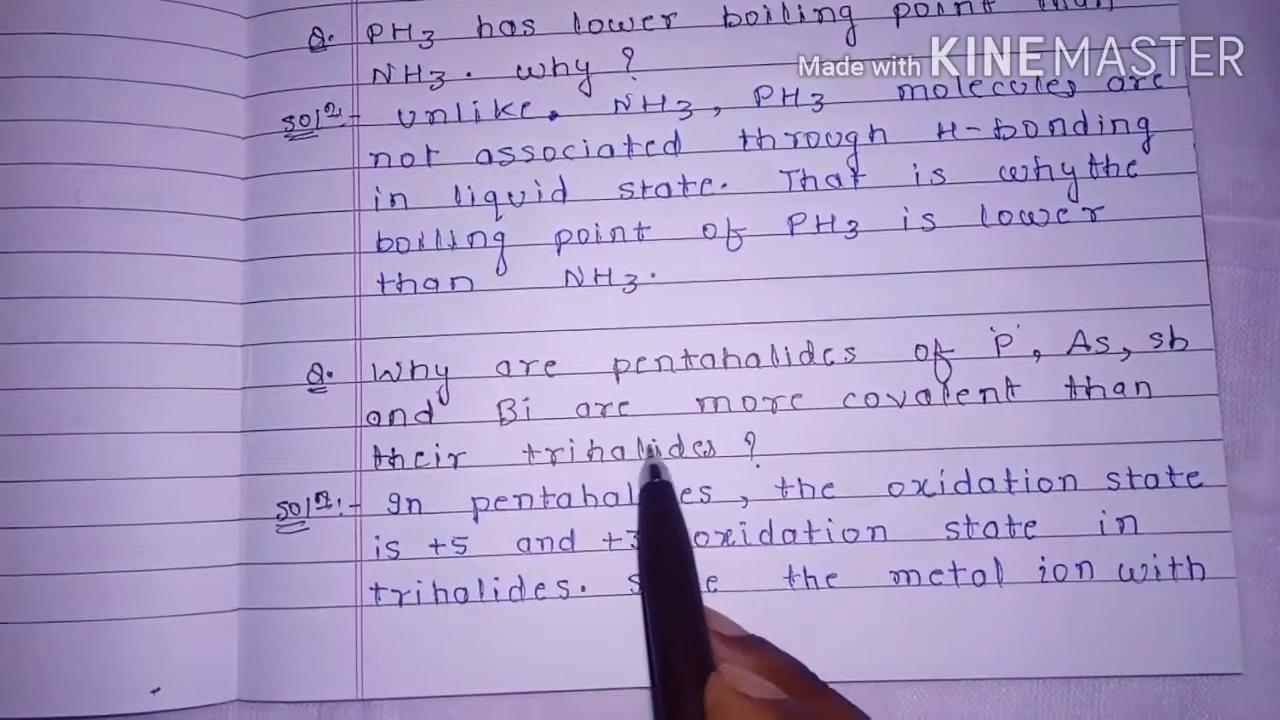 Q. PH3 has lower boiling point than
NH3. Why ?
Made with KINEMASTER
Sol2:- Unlike. NH3, PH3 molecules are
not associated through H-bonding
in liquid state. That is why the
boiling point of PH3 is lower
than NH3.
Q. Why are pentahalides of 'P', As, Sb
and Bi are more covalent than
their trihalides ?
Sol2:- In pentahal es, the oxidation state
is +5 and +3 oxidation state in
trihalides. the metal ion with